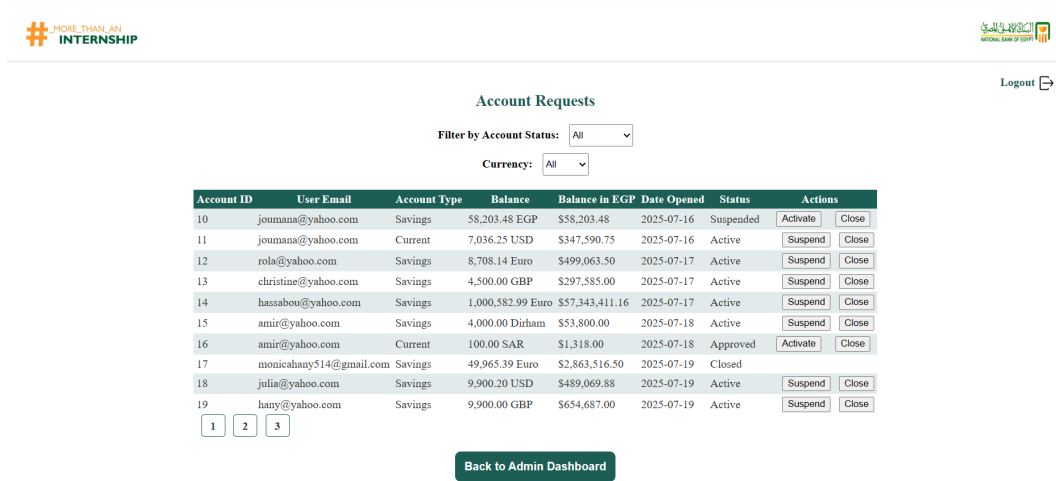 #_MORE_THAN_AN
INTERNSHIP
البنك الأهلي المصري
NATIONAL BANK OF EGYPT
Logout
Account Requests
Filter by Account Status: All
Currency: All
Account ID User Email Account Type Balance Balance in EGP Date Opened Status Actions
10 joumana@yahoo.com Savings 58,203.48 EGP $58,203.48 2025-07-16 Suspended Activate Close
11 joumana@yahoo.com Current 7,036.25 USD $347,590.75 2025-07-16 Active Suspend Close
12 rola@yahoo.com Savings 8,708.14 Euro $499,063.50 2025-07-17 Active Suspend Close
13 christine@yahoo.com Savings 4,500.00 GBP $297,585.00 2025-07-17 Active Suspend Close
14 hassabou@yahoo.com Savings 1,000,582.99 Euro $57,343,411.16 2025-07-17 Active Suspend Close
15 amir@yahoo.com Savings 4,000.00 Dirham $53,800.00 2025-07-18 Active Suspend Close
16 amir@yahoo.com Current 100.00 SAR $1,318.00 2025-07-18 Approved Activate Close
17 monicahany514@gmail.com Savings 49,965.39 Euro $2,863,516.50 2025-07-19 Closed
18 julia@yahoo.com Savings 9,900.20 USD $489,069.88 2025-07-19 Active Suspend Close
19 hany@yahoo.com Savings 9,900.00 GBP $654,687.00 2025-07-19 Active Suspend Close
1 2 3
Back to Admin Dashboard